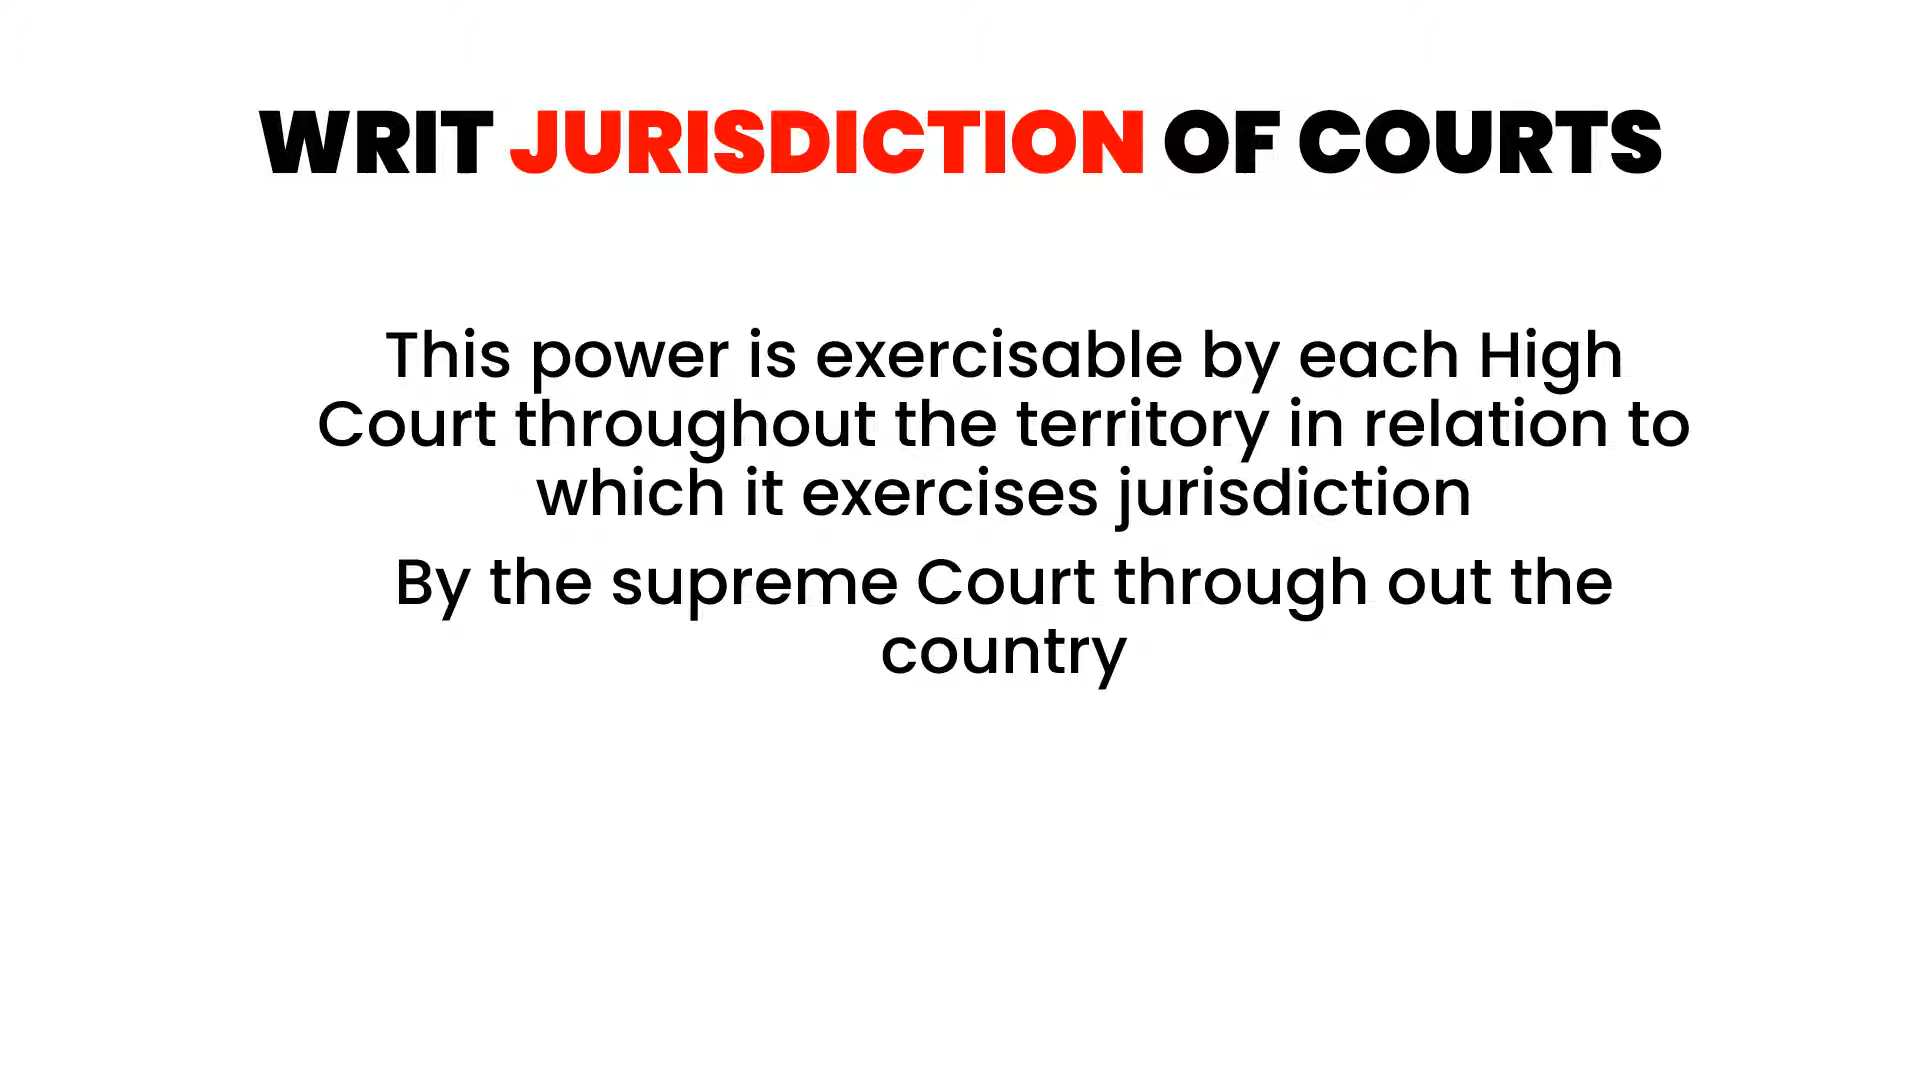 WRIT JURISDICTION OF COURTS
This power is exercisable by each High
Court throughout the territory in relation to
which it exercises jurisdiction
By the supreme Court through out the
country